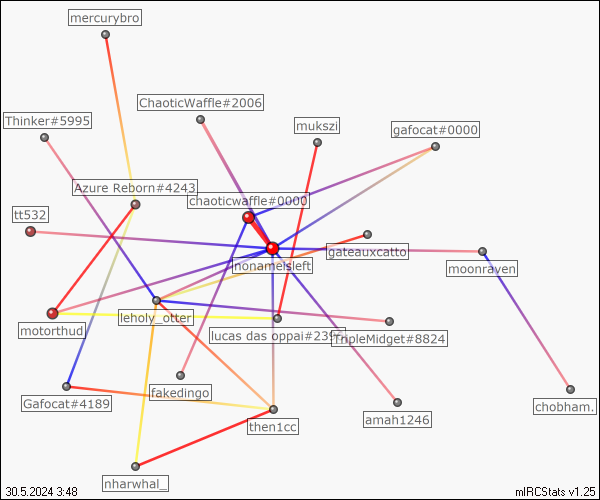 mercurybro
ChaoticWaffle#2006
Thinker#5995
mukszi
gafocat#0000
Azure Reborn#4243
chaoticwaffle#0000
tt532
gateauxcatto
nonameisleft
moonraven
leholy_otter
motorthud
lucas das oppai#239
TripleMidget#8824
fakedingo
Gafocat#4189
chobham.
amah1246
then1cc
nharwhal_
30.5.2024 3:48
mIRCStats v1.25